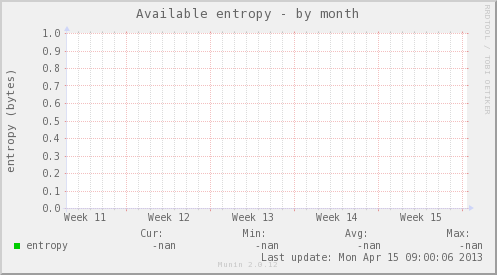 Available entropy - by month
RRDTOOL / TOBI OETIKER
entropy (bytes)
1.0
0.9
0.8
0.7
0.6
0.5
0.4
0.3
0.2
0.1
0.0
Week 11 Week 12 Week 13 Week 14 Week 15
Cur: Min: Avg: Max:
entropy -nan -nan -nan -nan
Last update: Mon Apr 15 09:00:06 2013
Munin 2.0.12